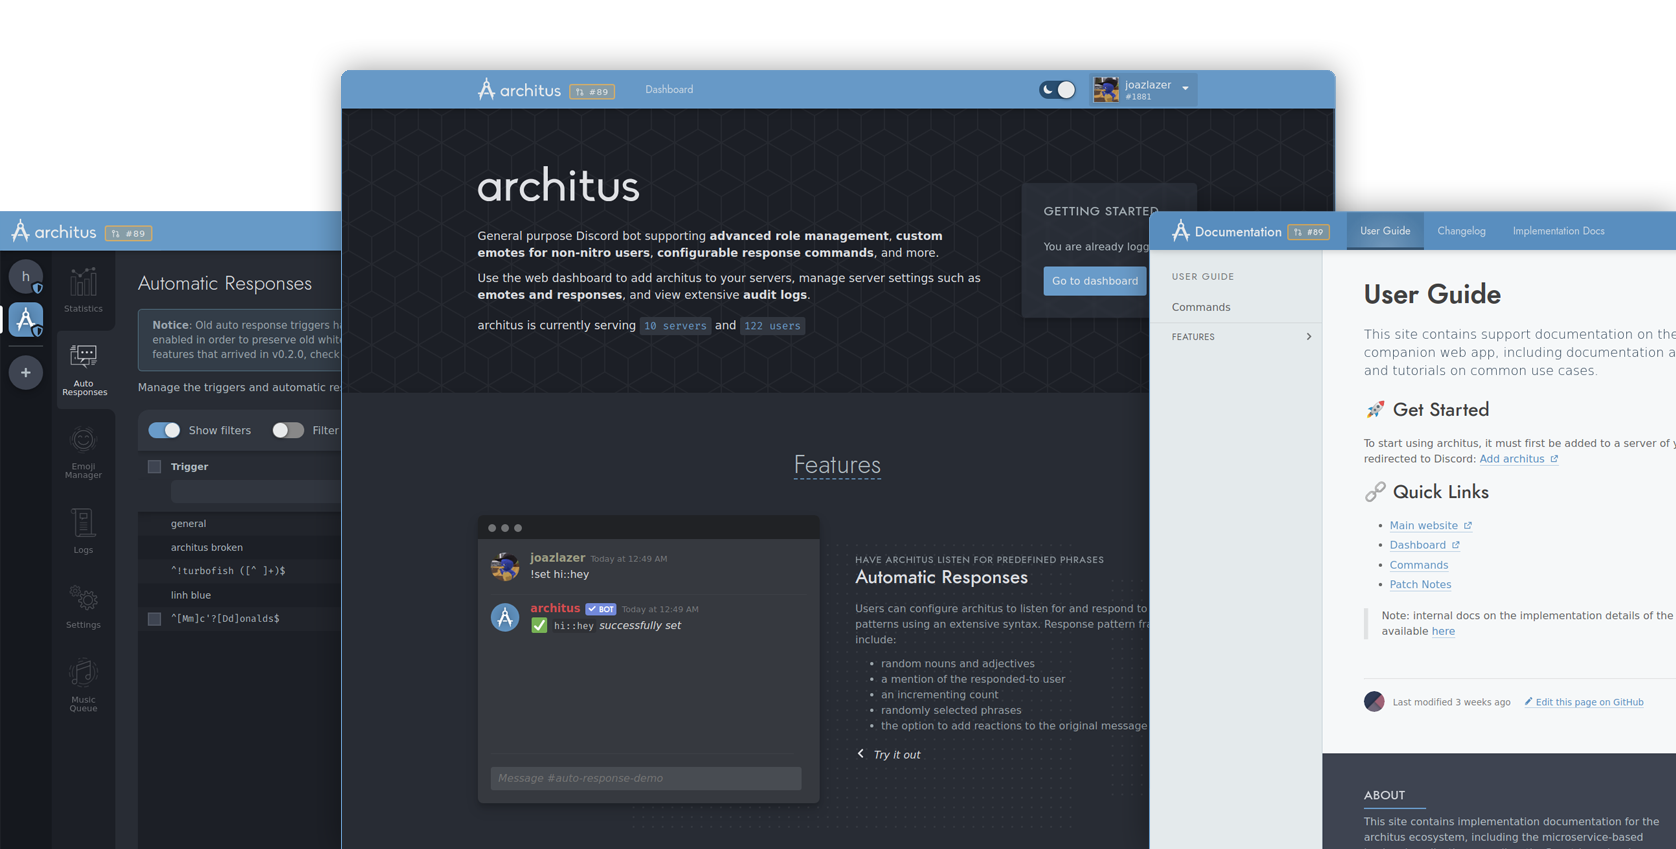 architus #89 Dashboard
joazlazer
#1881
architus
General purpose Discord bot supporting advanced role management, custom
emotes for non-nitro users, configurable response commands, and more.
Use the web dashboard to add architus to your servers, manage server settings such as
emotes and responses, and view extensive audit logs.
architus is currently serving 10 servers and 122 users
GETTING STARTED
You are already logg
Go to dashboard
Features
joazlazer Today at 12:49 AM
!set hi::hey
architus BOT Today at 12:49 AM
hi::hey successfully set
Message #auto-response-demo
HAVE ARCHITUS LISTEN FOR PREDEFINED PHRASES
Automatic Responses
Users can configure architus to listen for and respond to
patterns using an extensive syntax. Response pattern fra
include:
• random nouns and adjectives
• a mention of the responded-to user
• an incrementing count
• randomly selected phrases
• the option to add reactions to the original message
Try it out
architus #89
h
+
Statistics
Auto
Responses
Emoji
Manager
Logs
Settings
Music
Queue
Automatic Responses
Notice: Old auto response triggers ha
enabled in order to preserve old white
features that arrived in v0.2.0, check
Manage the triggers and automatic res
Show filters Filter
Trigger
general
architus broken
^!turbofish ([^ ]+)$
linh blue
^[Mm]c'?[Dd]onalds$
Documentation #89 User Guide Changelog Implementation Docs
USER GUIDE
Commands
FEATURES
User Guide
This site contains support documentation on the
companion web app, including documentation a
and tutorials on common use cases.
🚀 Get Started
To start using architus, it must first be added to a server of y
redirected to Discord: Add architus
🔗 Quick Links
• Main website
• Dashboard
• Commands
• Patch Notes
Note: internal docs on the implementation details of the
available here
Last modified 3 weeks ago Edit this page on GitHub
ABOUT
This site contains implementation documentation for the
architus ecosystem, including the microservice-based